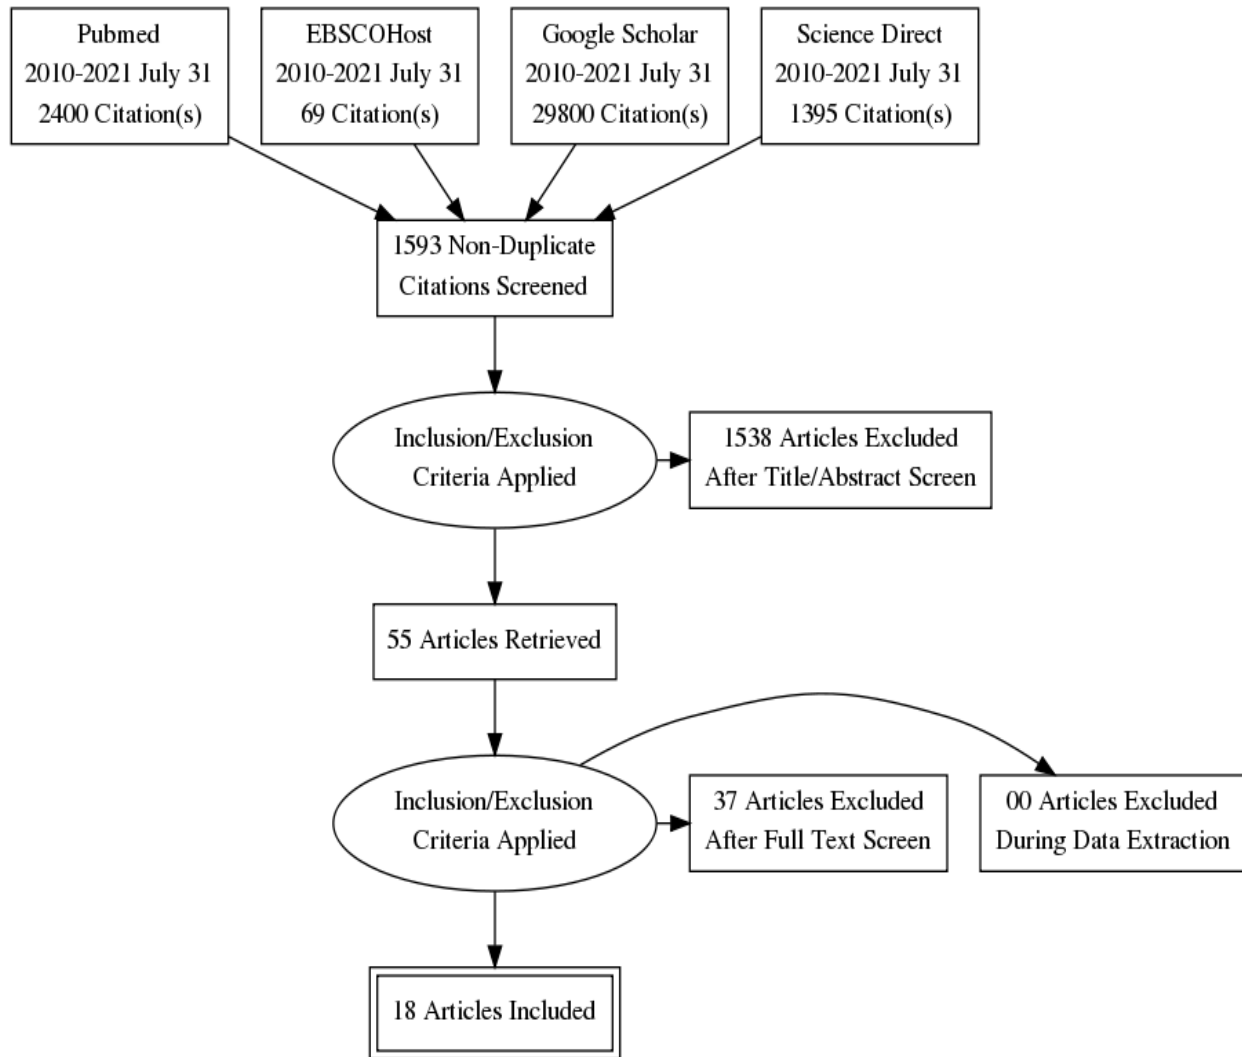 Pubmed
2010-2021 July 31
2400 Citation(s)
EBSCOHost
2010-2021 July 31
69 Citation(s)
Google Scholar
2010-2021 July 31
29800 Citation(s)
Science Direct
2010-2021 July 31
1395 Citation(s)
1593 Non-Duplicate
Citations Screened
Inclusion/Exclusion
Criteria Applied
1538 Articles Excluded
After Title/Abstract Screen
55 Articles Retrieved
Inclusion/Exclusion
Criteria Applied
37 Articles Excluded
After Full Text Screen
00 Articles Excluded
During Data Extraction
18 Articles Included